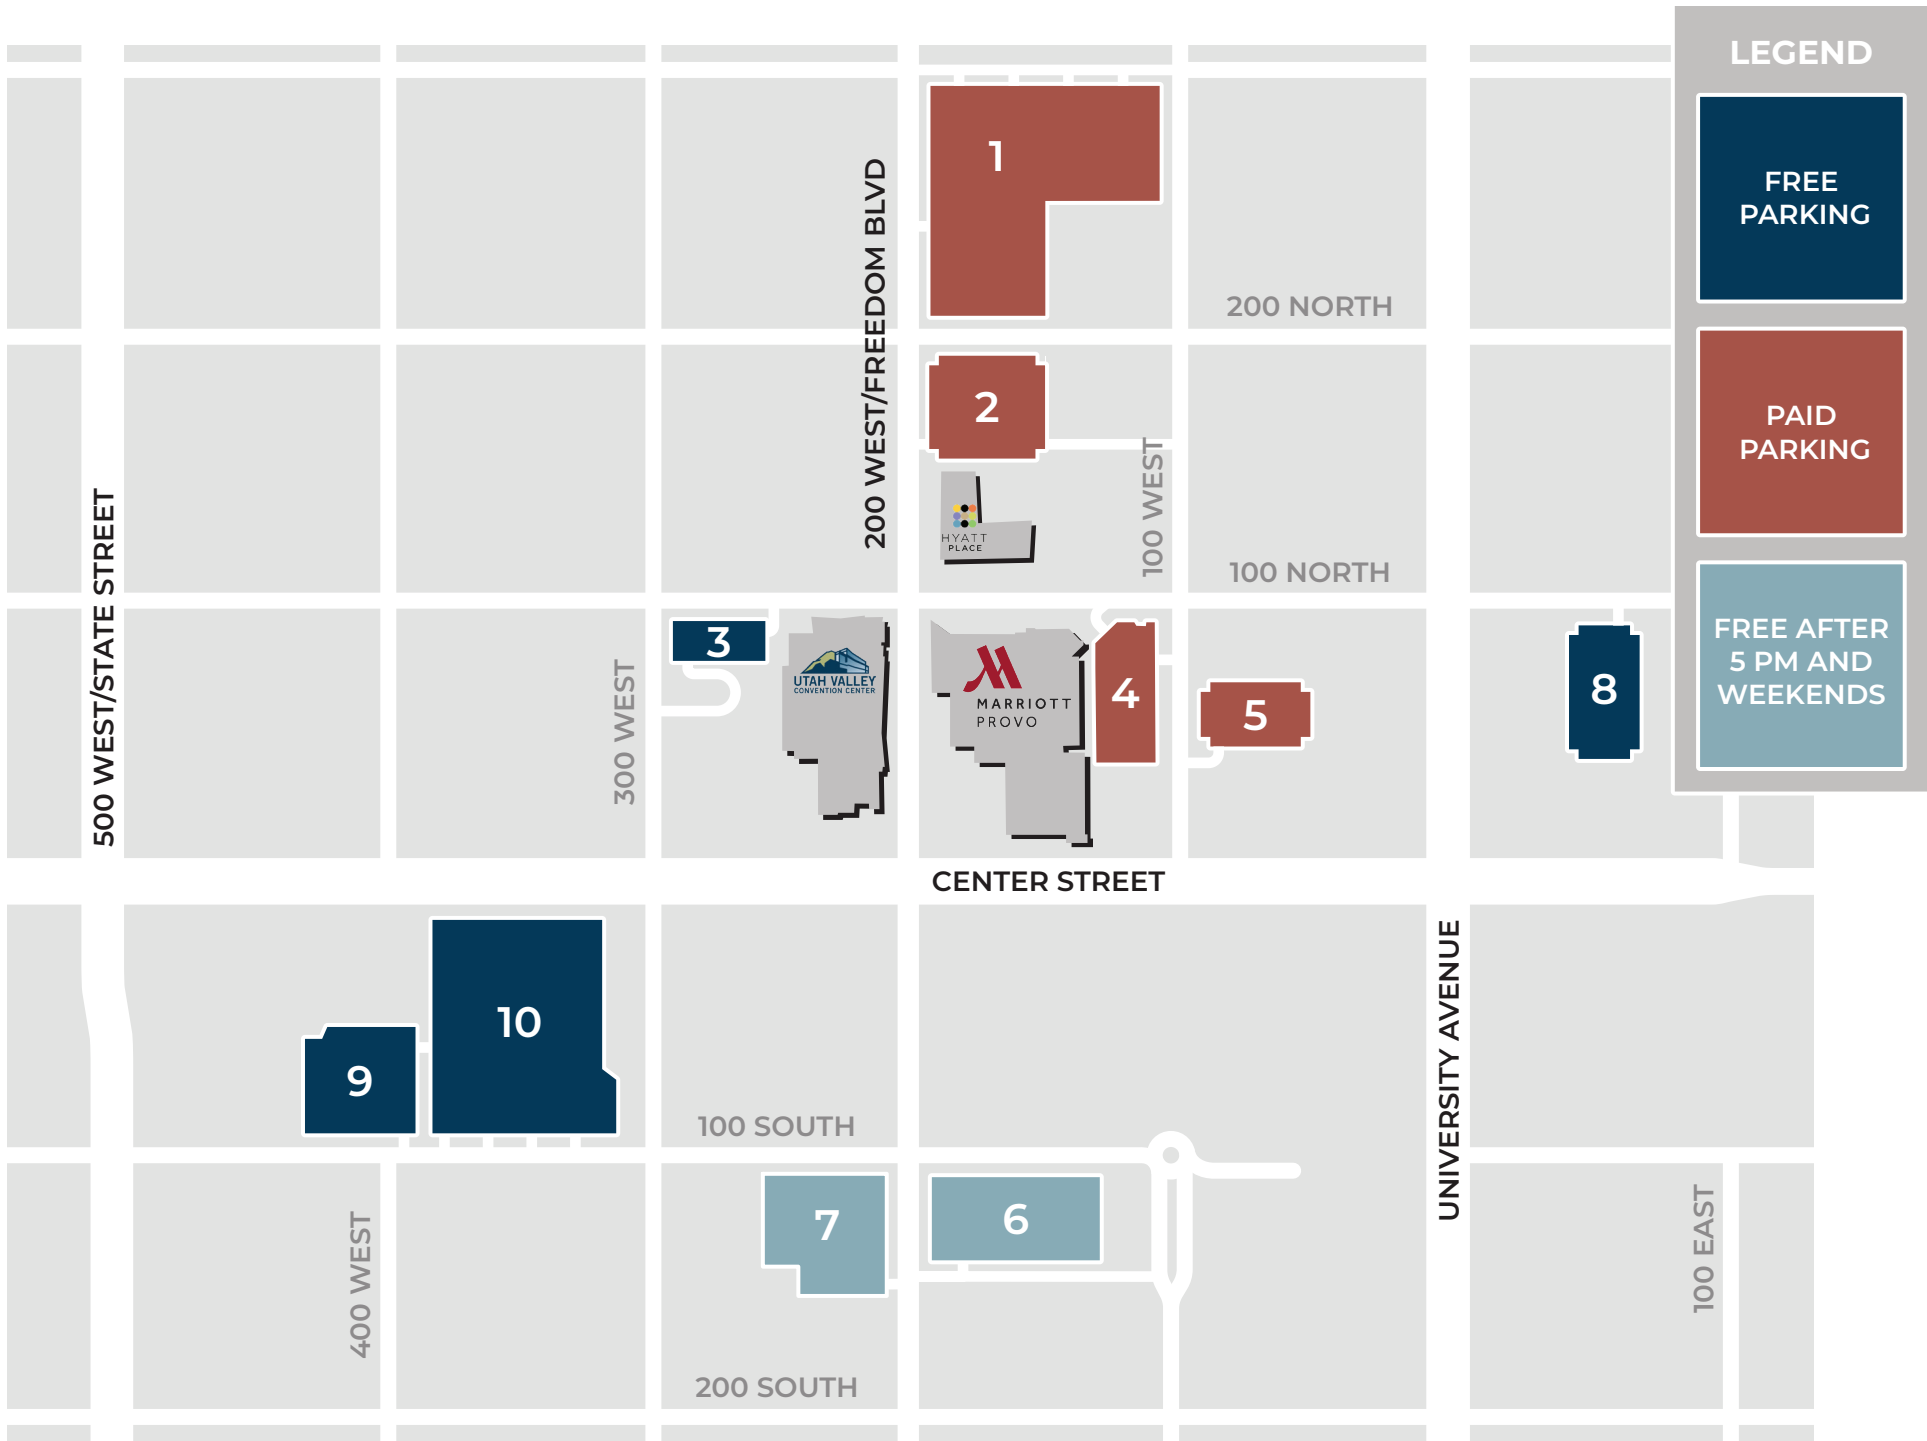 LEGEND
FREE
PARKING
PAID
PARKING
FREE AFTER
5 PM AND
WEEKENDS
1
200 WEST/FREEDOM BLVD
200 NORTH
2
100 WEST
HYATT
PLACE
100 NORTH
500 WEST/STATE STREET
300 WEST
3
UTAH VALLEY
CONVENTION CENTER
MARRIOTT
PROVO
4
5
8
CENTER STREET
UNIVERSITY AVENUE
10
9
100 SOUTH
7
6
400 WEST
100 EAST
200 SOUTH